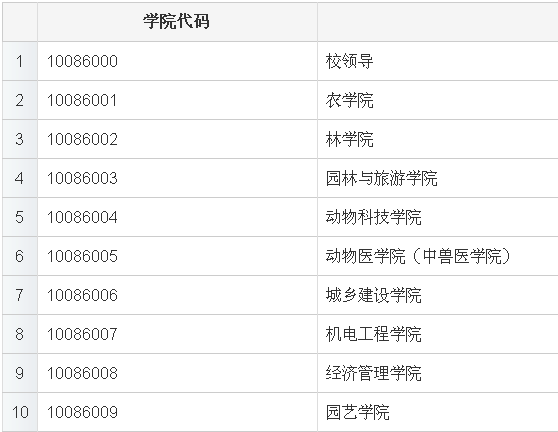 学院代码
1 10086000 校领导
2 10086001 农学院
3 10086002 林学院
4 10086003 园林与旅游学院
5 10086004 动物科技学院
6 10086005 动物医学院（中兽医学院）
7 10086006 城乡建设学院
8 10086007 机电工程学院
9 10086008 经济管理学院
10 10086009 园艺学院